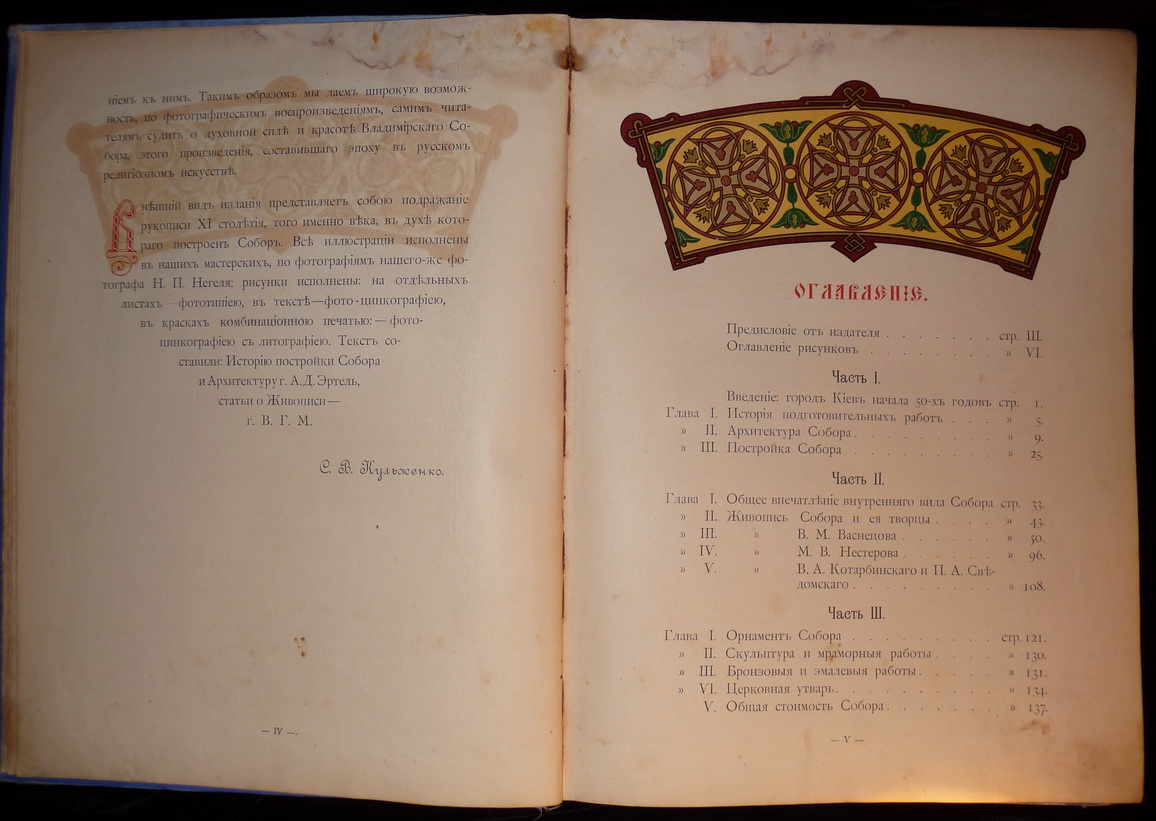 ніемъ къ нимъ. Такимъ образомъ мы даемъ широкую возмож-
ность, по фотографическимъ воспроизведеніямъ, самимъ чита-
телямъ судить о духовной силѣ и красотѣ Владимірскаго Со-
бора, этого произведенія, составившаго эпоху въ русскомъ
религіозномъ искусствѣ.
Внѣшній видъ изданія представляетъ собою подражаніе
рукописи XI столѣтія, того именно вѣка, въ духѣ кото-
раго построенъ Соборъ. Всѣ иллюстраціи исполнены
въ нашихъ мастерскихъ, по фотографіямъ нашего-же фо-
тографа Н. П. Негеля; рисунки исполнены: на отдѣльныхъ
листахъ—фототипіею, въ текстѣ—фото-цинкографіею,
въ краскахъ комбинаціонною печатью:—фото-
цинкографіею съ литографіею. Текстъ со-
ставили: Исторію постройки Собора
и Архитектуру г. А. Д. Эртель,
статьи о Живописи—
г. В. Г. М.
С. В. Кульженко.
— IV —.
ОГЛАВЛЕНІЕ.
Предисловіе отъ издателя . . . . . . . стр. III.
Оглавленіе рисунковъ . . . . . . . . » VI.
Часть I.
Введеніе: городъ Кіевъ начала 50-хъ годовъ стр. 1.
Глава I. Исторія подготовительныхъ работъ . . . » 5.
» II. Архитектура Собора. . . . . . . . . » 9.
» III. Постройка Собора . . . . . . . . . » 25.
Часть II.
Глава I. Общее впечатлѣніе внутренняго вида Собора стр. 33.
» II. Живопись Собора и ея творцы . . . . » 43.
» III. » В. М. Васнецова . . . . . . » 50.
» IV. » М. В. Нестерова . . . . . . » 96.
» V. » В. А. Котарбинскаго и П. А. Свѣ-
домскаго . . . . . . . . . » 108.
Часть III.
Глава I. Орнаментъ Собора . . . . . . . . . стр. 121.
» II. Скульптура и мраморныя работы . . . . » 130.
» III. Бронзовыя и эмалевыя работы . . . . . » 131.
» VI. Церковная утварь. . . . . . . . . . » 134.
V. Общая стоимость Собора. . . . . . . » 137.
— V —